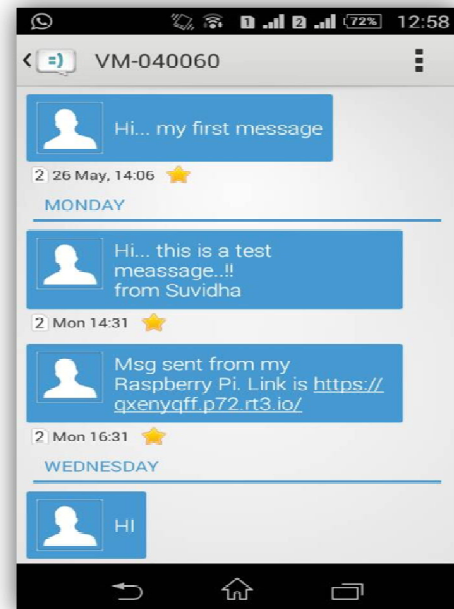 1 2 72% 12:58
=) VM-040060
Hi... my first message
2 26 May, 14:06
MONDAY
Hi... this is a test
meassage..!!
from Suvidha
2 Mon 14:31
Msg sent from my
Raspberry Pi. Link is https://
qxenyqff.p72.rt3.io/
2 Mon 16:31
WEDNESDAY
HI